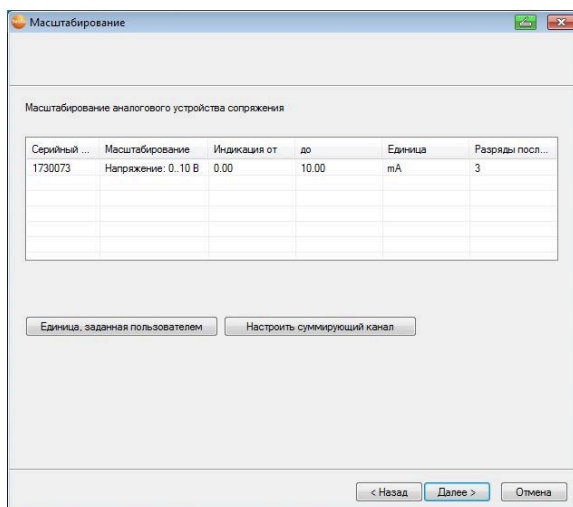 Масштабирование
Масштабирование аналогового устройства сопряжения
Серийный ... Масштабирование Индикация от до Единица Разряды посл...
1730073 Напряжение: 0..10 В 0.00 10.00 mA 3
Единица, заданная пользователем Настроить суммирующий канал
< Назад Далее > Отмена